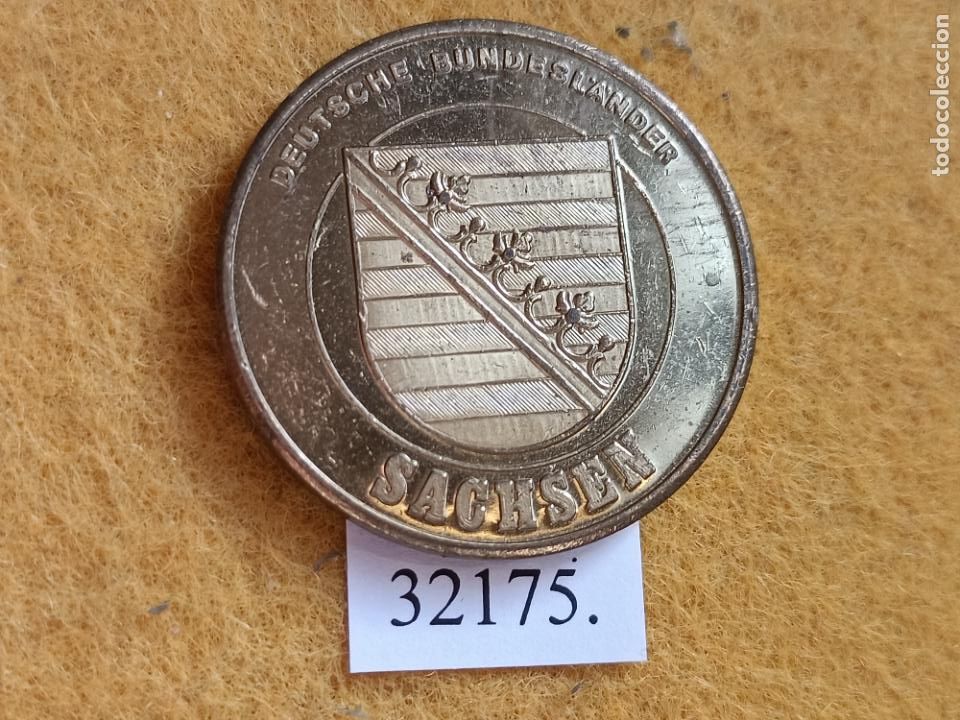 DEUTSCHE BUNDESLÄNDER
SACHSEN
32175.
todocoleccion